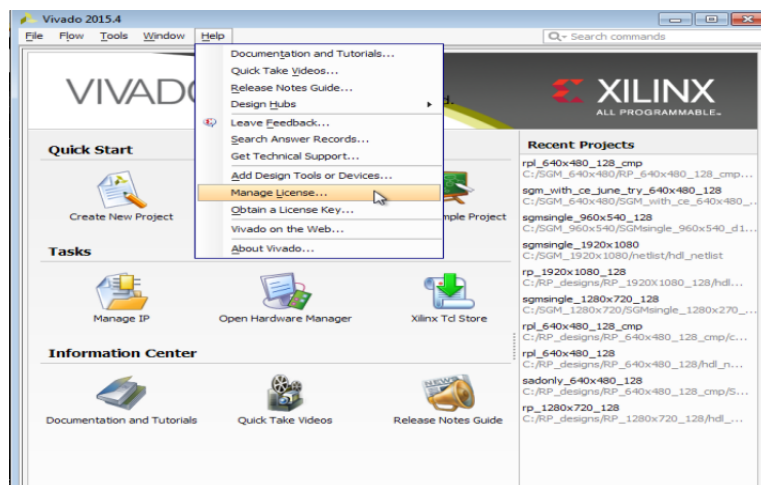 Vivado 2015.4
File Flow Tools Window Help
Search commands
Documentation and Tutorials...
Quick Take Videos...
Release Notes Guide...
Design Hubs
Leave Feedback...
Search Answer Records...
Get Technical Support...
Add Design Tools or Devices...
Manage License...
Obtain a License Key...
Vivado on the Web...
About Vivado...
VIVADO
XILINX
ALL PROGRAMMABLE™
Quick Start
Create New Project
mple Project
Tasks
Manage IP
Open Hardware Manager
Xilinx Tcl Store
Information Center
NEWS
Documentation and Tutorials
Quick Take Videos
Release Notes Guide
Recent Projects
rpl_640x480_128_cmp
C:/SGM_640x480/RP_640x480_128_cmp...
sgm_with_ce_june_try_640x480_128
C:/SGM_640x480/SGM_with_ce_640x480_...
sgmsingle_960x540_128
C:/SGM_960x540/SGMsingle_960x540_d1...
sgmsingle_1920x1080
C:/SGM_1920x1080/netlist/hdl_netlist
rp_1920x1080_128
C:/RP_designs/RP_1920X1080_128/hdl...
sgmsingle_1280x720_128
C:/SGM_1280x720/SGMsingle_1280x270_...
rpl_640x480_128_cmp
C:/RP_designs/RP_640x480_128_cmp/c...
rpl_640x480_128
C:/RP_designs/RP_640x480_128/hdl_n...
sadonly_640x480_128
C:/RP_designs/RP_640x480_128_cmp/S...
rp_1280x720_128
C:/RP_designs/RP_1280x720_128/hdl_...